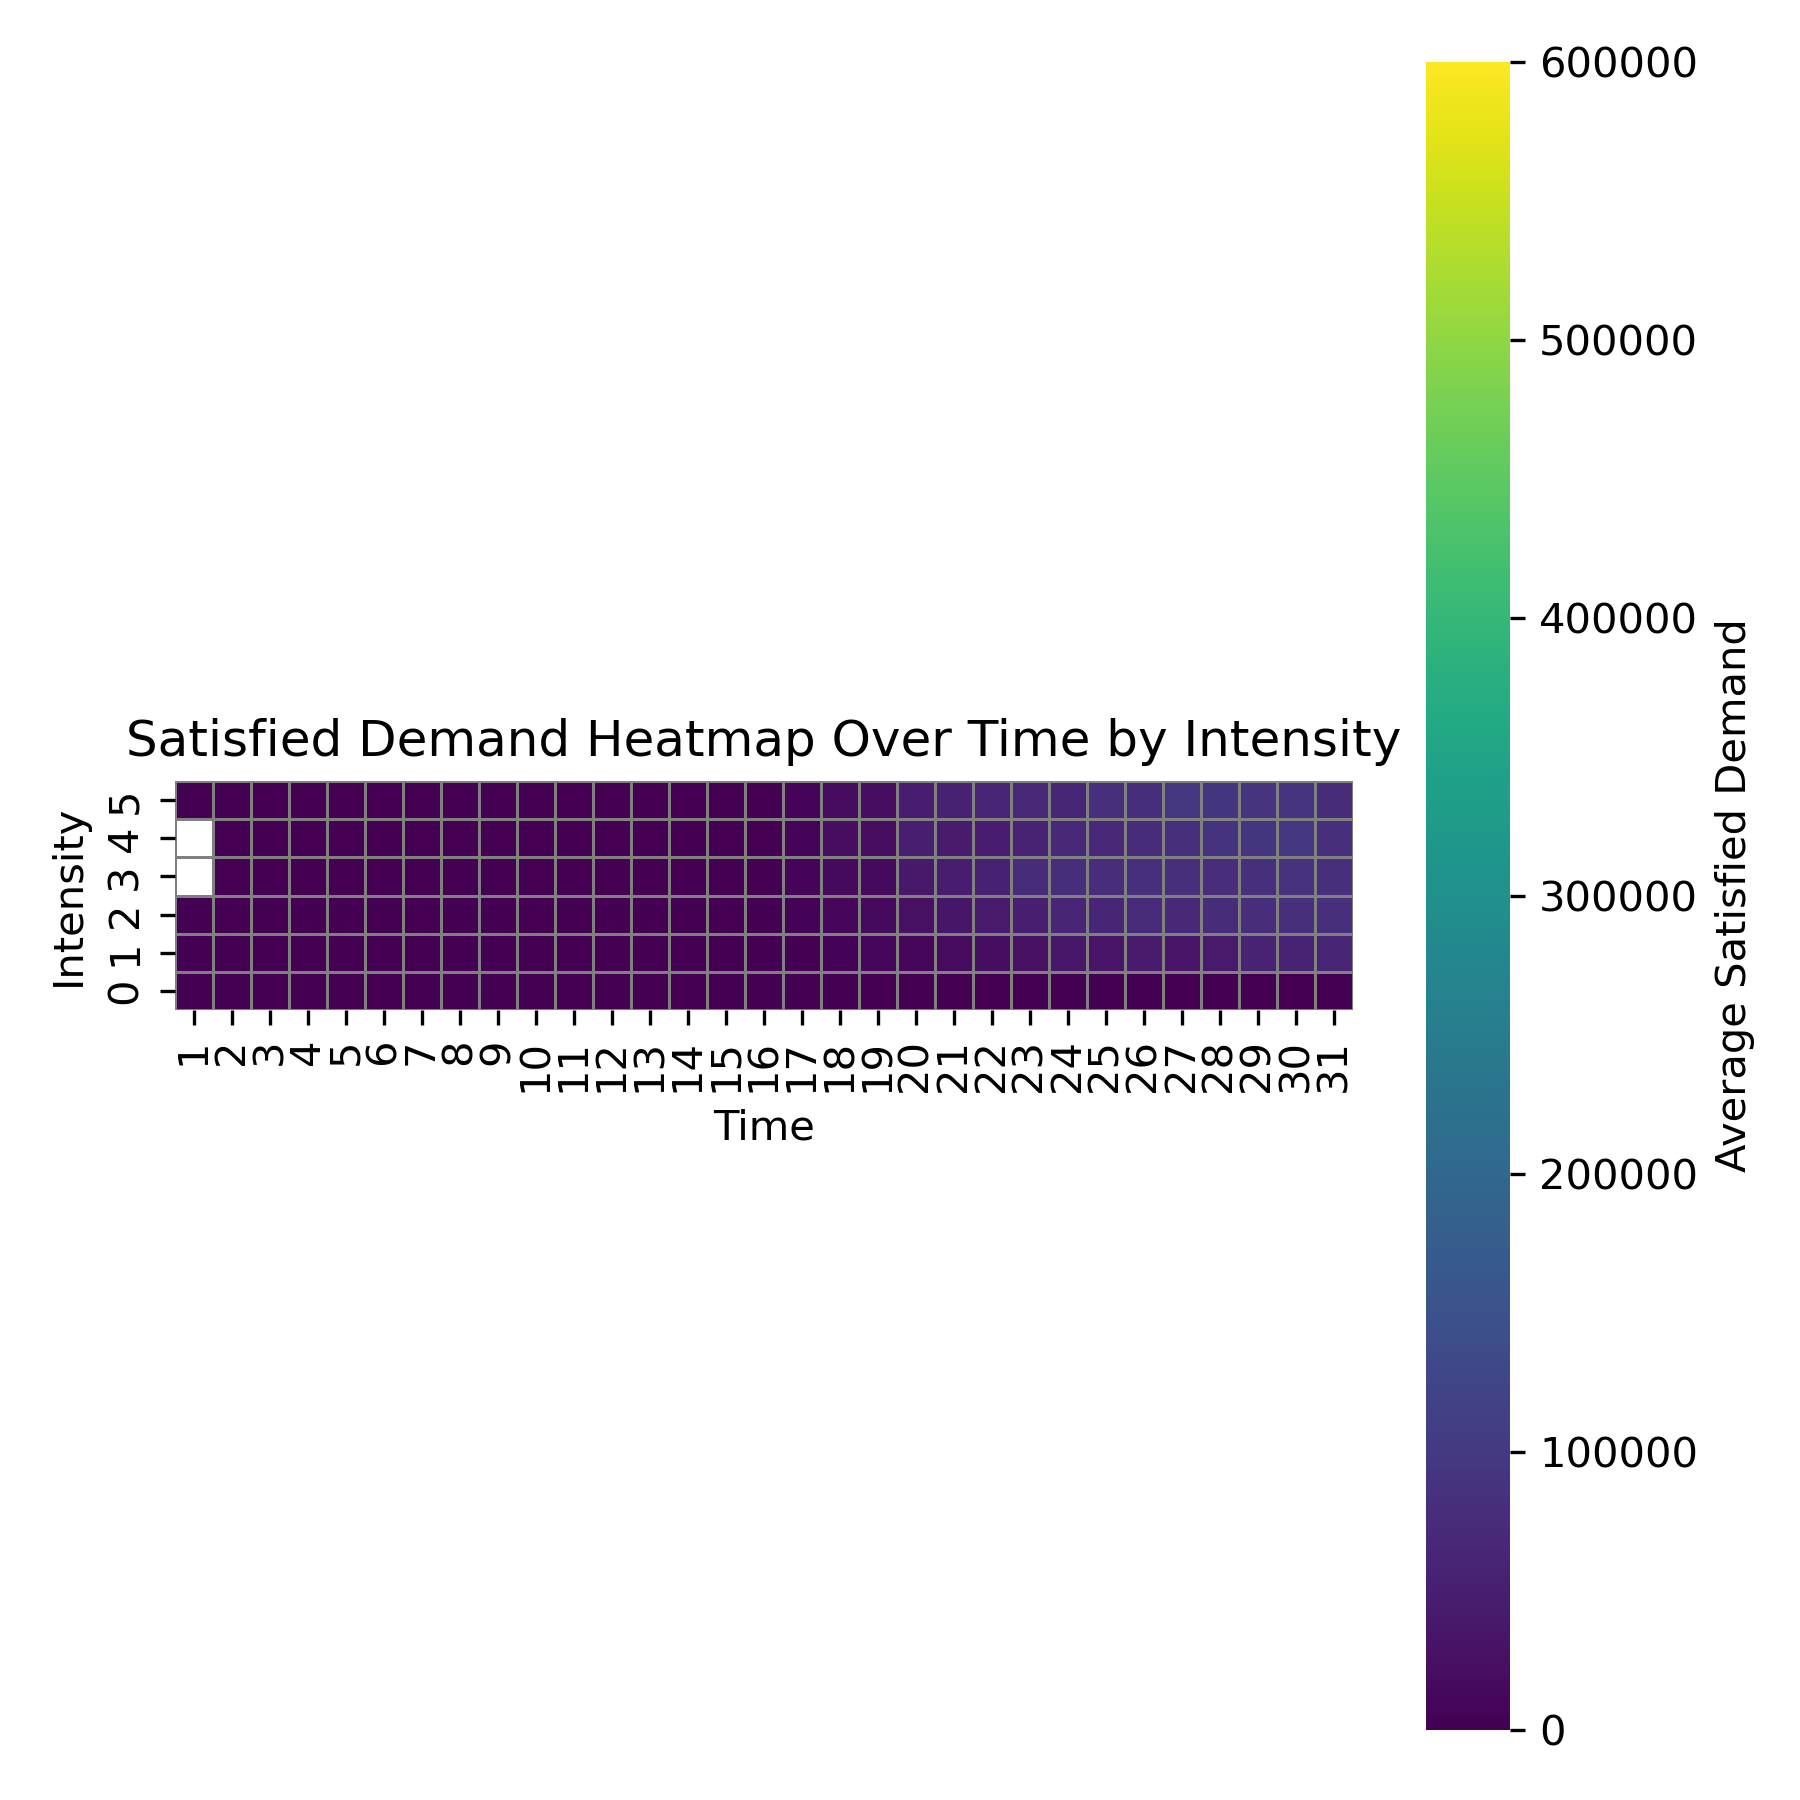 Satisfied Demand Heatmap Over Time by Intensity
Intensity
5
4
3
2
1
0
1 2 3 4 5 6 7 8 9 10 11 12 13 14 15 16 17 18 19 20 21 22 23 24 25 26 27 28 29 30 31
Time
600000
500000
400000
300000
200000
100000
0
Average Satisfied Demand